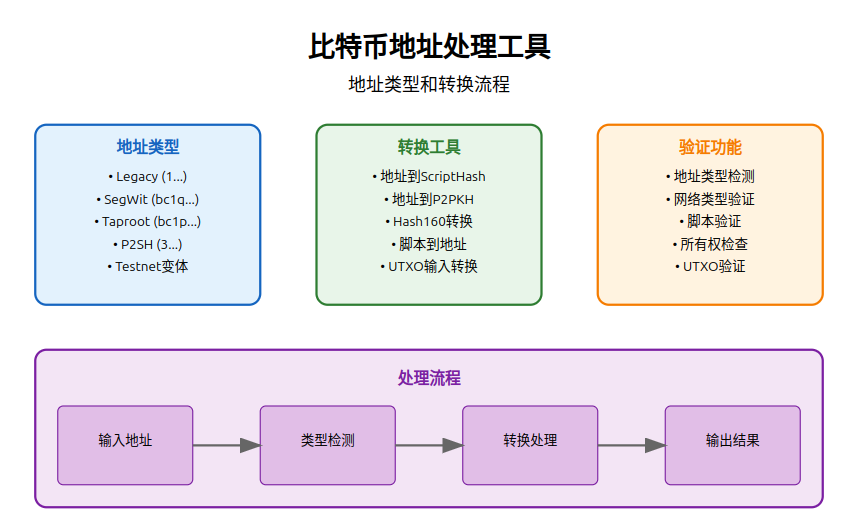 比特币地址处理工具
地址类型和转换流程
地址类型
• Legacy (1...)
• SegWit (bc1q...)
• Taproot (bc1p...)
• P2SH (3...)
• Testnet变体
转换工具
• 地址到ScriptHash
• 地址到P2PKH
• Hash160转换
• 脚本到地址
• UTXO输入转换
验证功能
• 地址类型检测
• 网络类型验证
• 脚本验证
• 所有权检查
• UTXO验证
处理流程
输入地址
类型检测
转换处理
输出结果